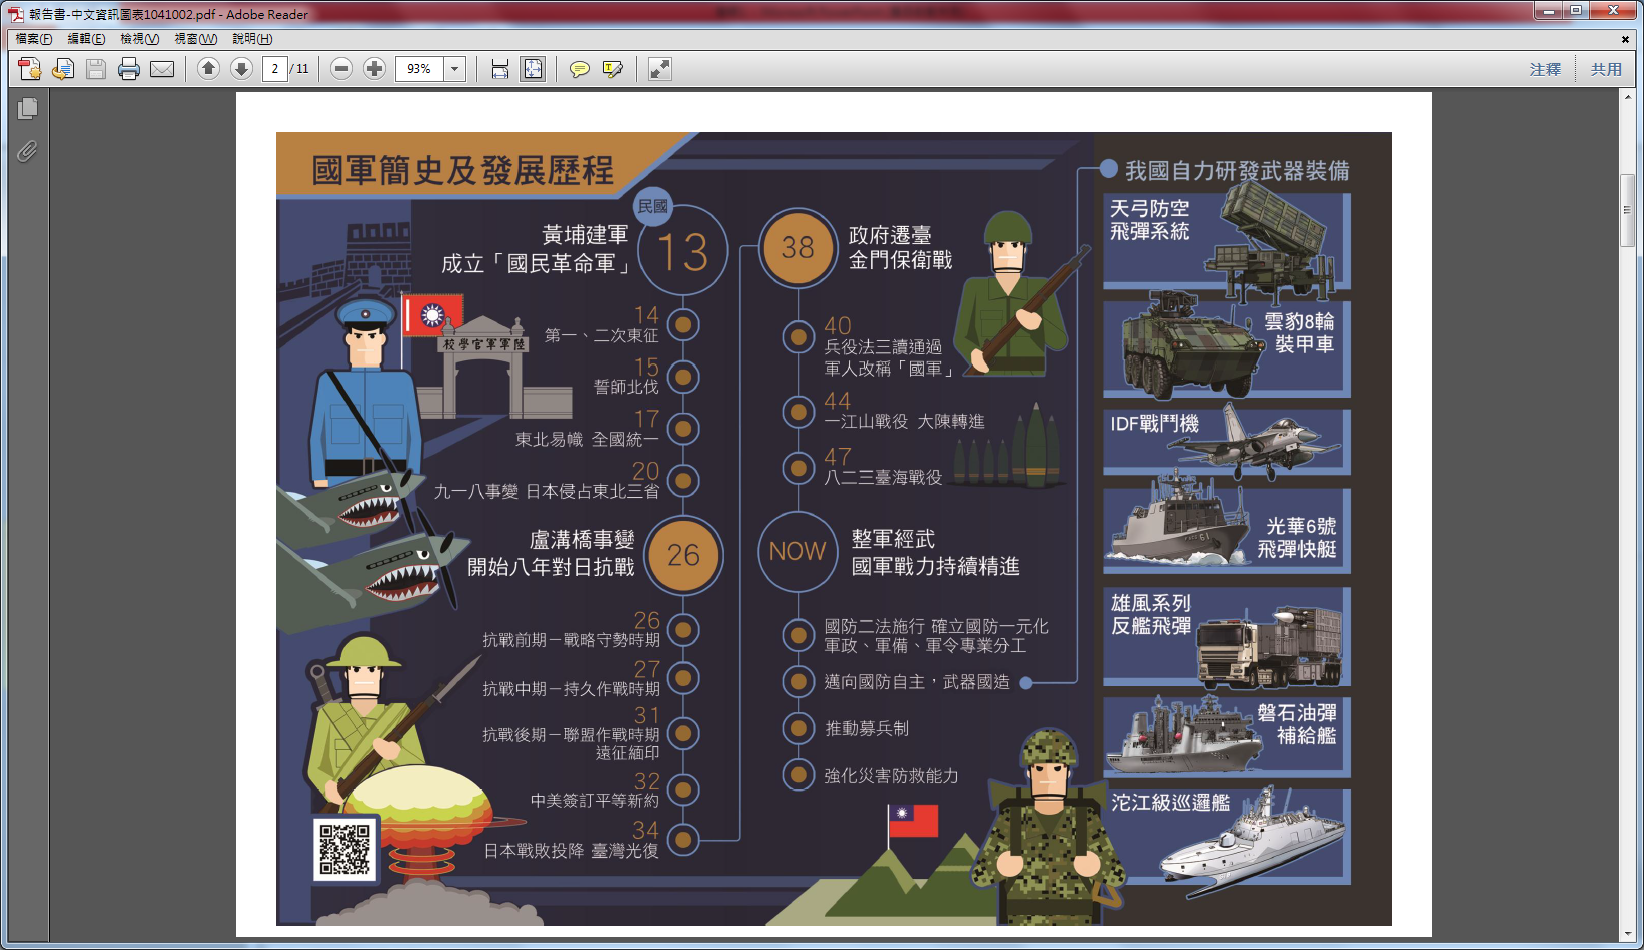 報告書-中文資訊圖表1041002.pdf - Adobe Reader
檔案(F) 編輯(E) 檢視(V) 視窗(W) 說明(H)
2 / 11 93% 注釋 共用
國軍簡史及發展歷程
民國
13
黃埔建軍
成立「國民革命軍」
陸軍軍官學校
14
第一、二次東征
15
誓師北伐
17
東北易幟 全國統一
20
九一八事變 日本侵占東北三省
26
盧溝橋事變
開始八年對日抗戰
26
抗戰前期－戰略守勢時期
27
抗戰中期－持久作戰時期
31
抗戰後期－聯盟作戰時期
遠征緬印
32
中美簽訂平等新約
34
日本戰敗投降 臺灣光復
38
政府遷臺
金門保衛戰
40
兵役法三讀通過
軍人改稱「國軍」
44
一江山戰役 大陳轉進
47
八二三臺海戰役
NOW
整軍經武
國軍戰力持續精進
國防二法施行 確立國防一元化
軍政、軍備、軍令專業分工
邁向國防自主，武器國造
推動募兵制
強化災害防救能力
我國自力研發武器裝備
天弓防空
飛彈系統
雲豹8輪
裝甲車
IDF戰鬥機
光華6號
飛彈快艇
61
雄風系列
反艦飛彈
磐石油彈
補給艦
沱江級巡邏艦